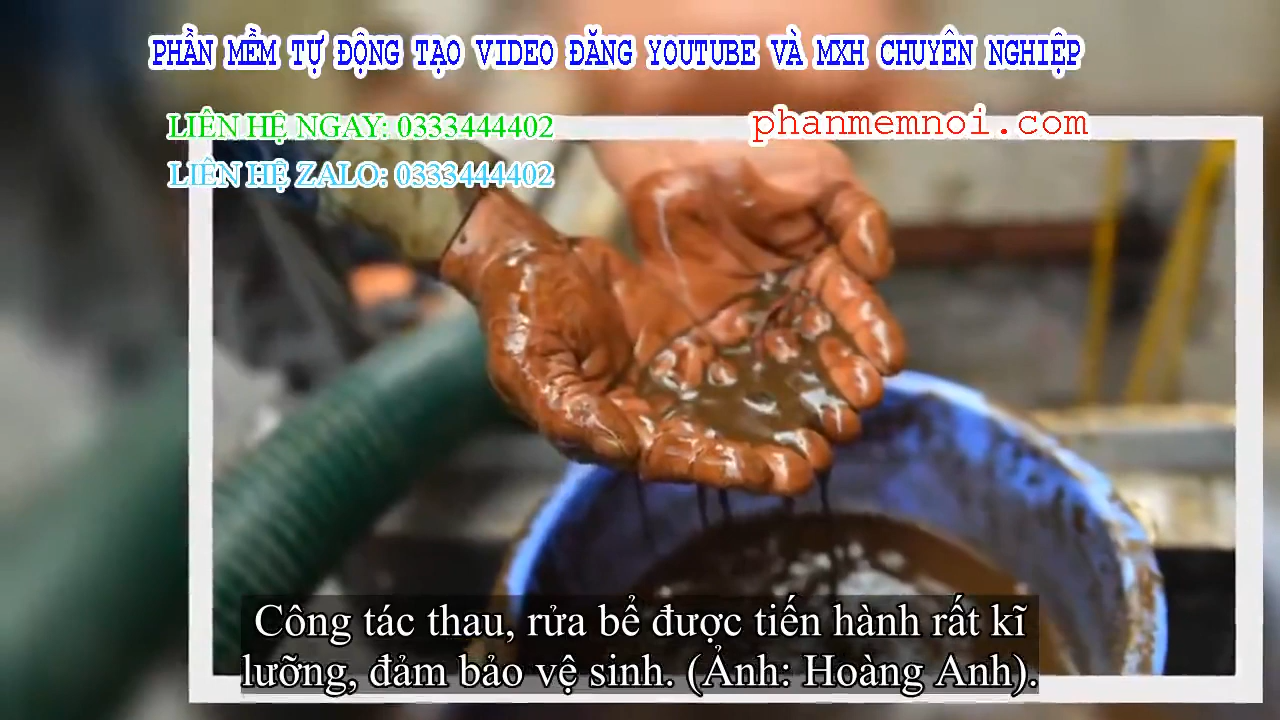 PHẦN MỀM TỰ ĐỘNG TẠO VIDEO ĐĂNG YOUTUBE VÀ MXH CHUYÊN NGHIỆP
LIÊN HỆ NGAY: 0333444402
phanmemnoi.com
LIÊN HỆ ZALO: 0333444402
Công tác thau, rửa bể được tiến hành rất kĩ
lưỡng, đảm bảo vệ sinh. (Ảnh: Hoàng Anh).